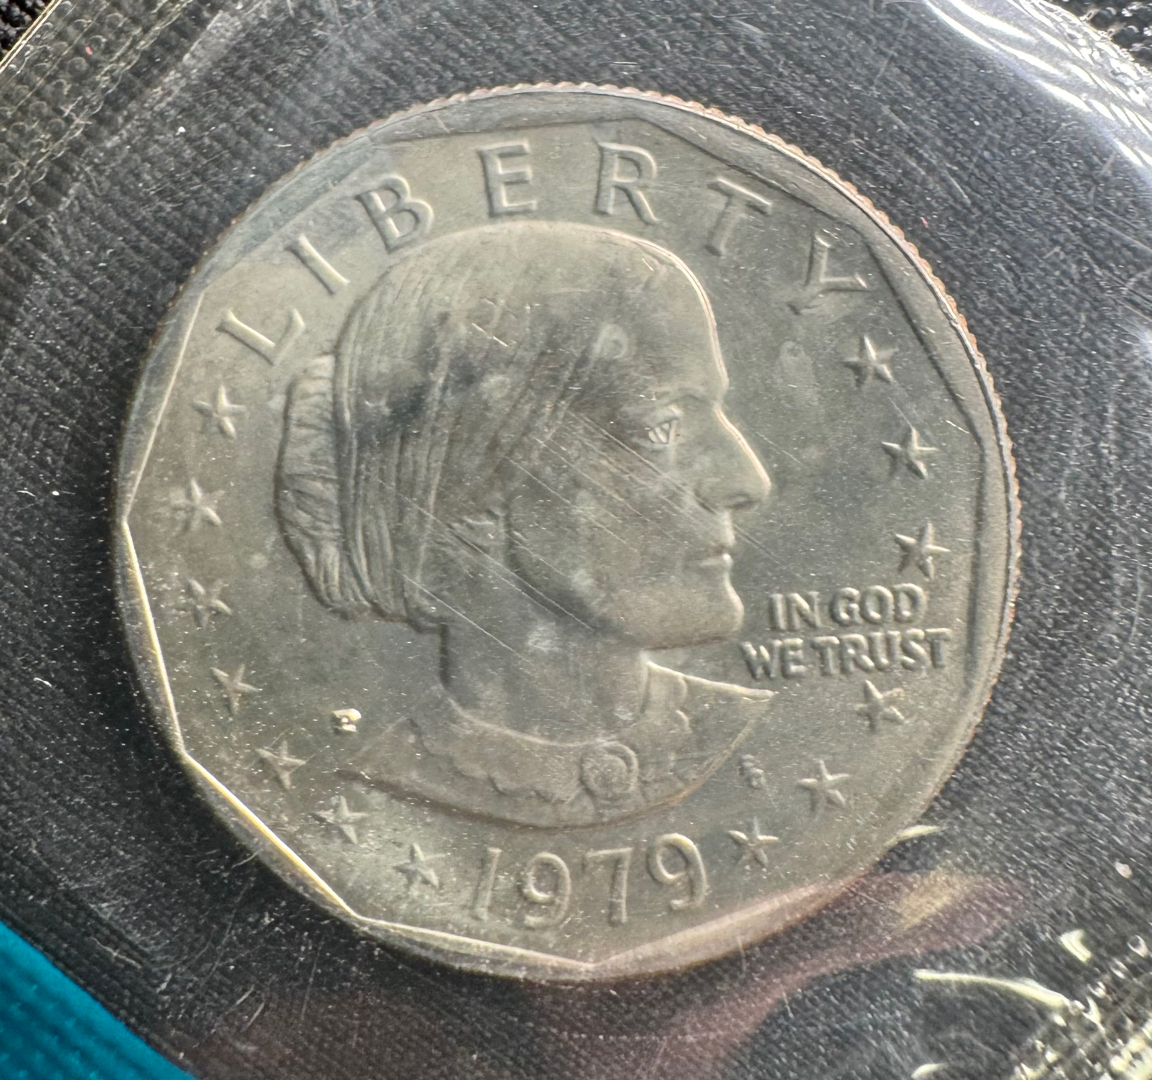 LIBERTY
IN GOD
WE TRUST
P
1979